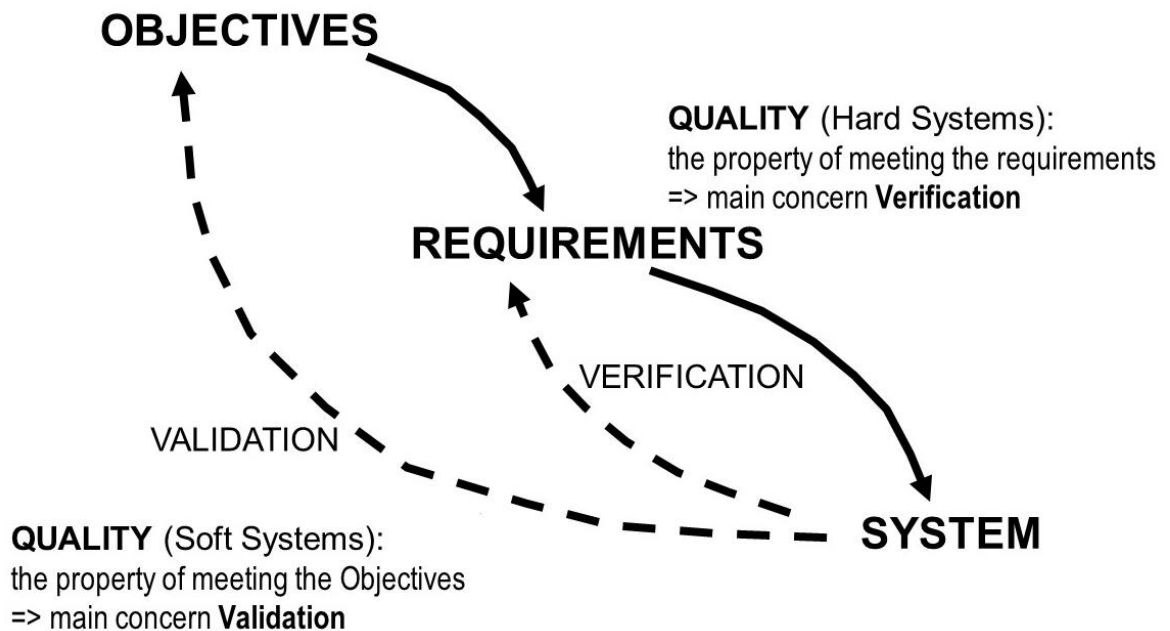 OBJECTIVES
QUALITY (Hard Systems):
the property of meeting the requirements
=> main concern Verification
REQUIREMENTS
VERIFICATION
VALIDATION
SYSTEM
QUALITY (Soft Systems):
the property of meeting the Objectives
=> main concern Validation